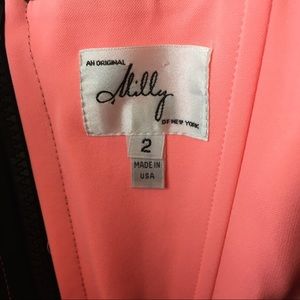 AN ORIGINAL
Milly
OF NEW YORK
2
MADE IN
USA